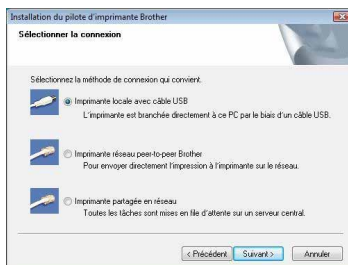 Installation du pilote d'imprimante Brother
Sélectionner la connexion
Sélectionnez la méthode de connexion qui convient.
Imprimante locale avec câble USB
L'imprimante est branchée directement à ce PC par le biais d'un câble USB.
Imprimante réseau peer-to-peer Brother
Pour envoyer directement l'impression à l'imprimante sur le réseau.
Imprimante partagée en réseau
Toutes les tâches sont mises en file d'attente sur un serveur central.
< Précédent
Suivant >
Annuler